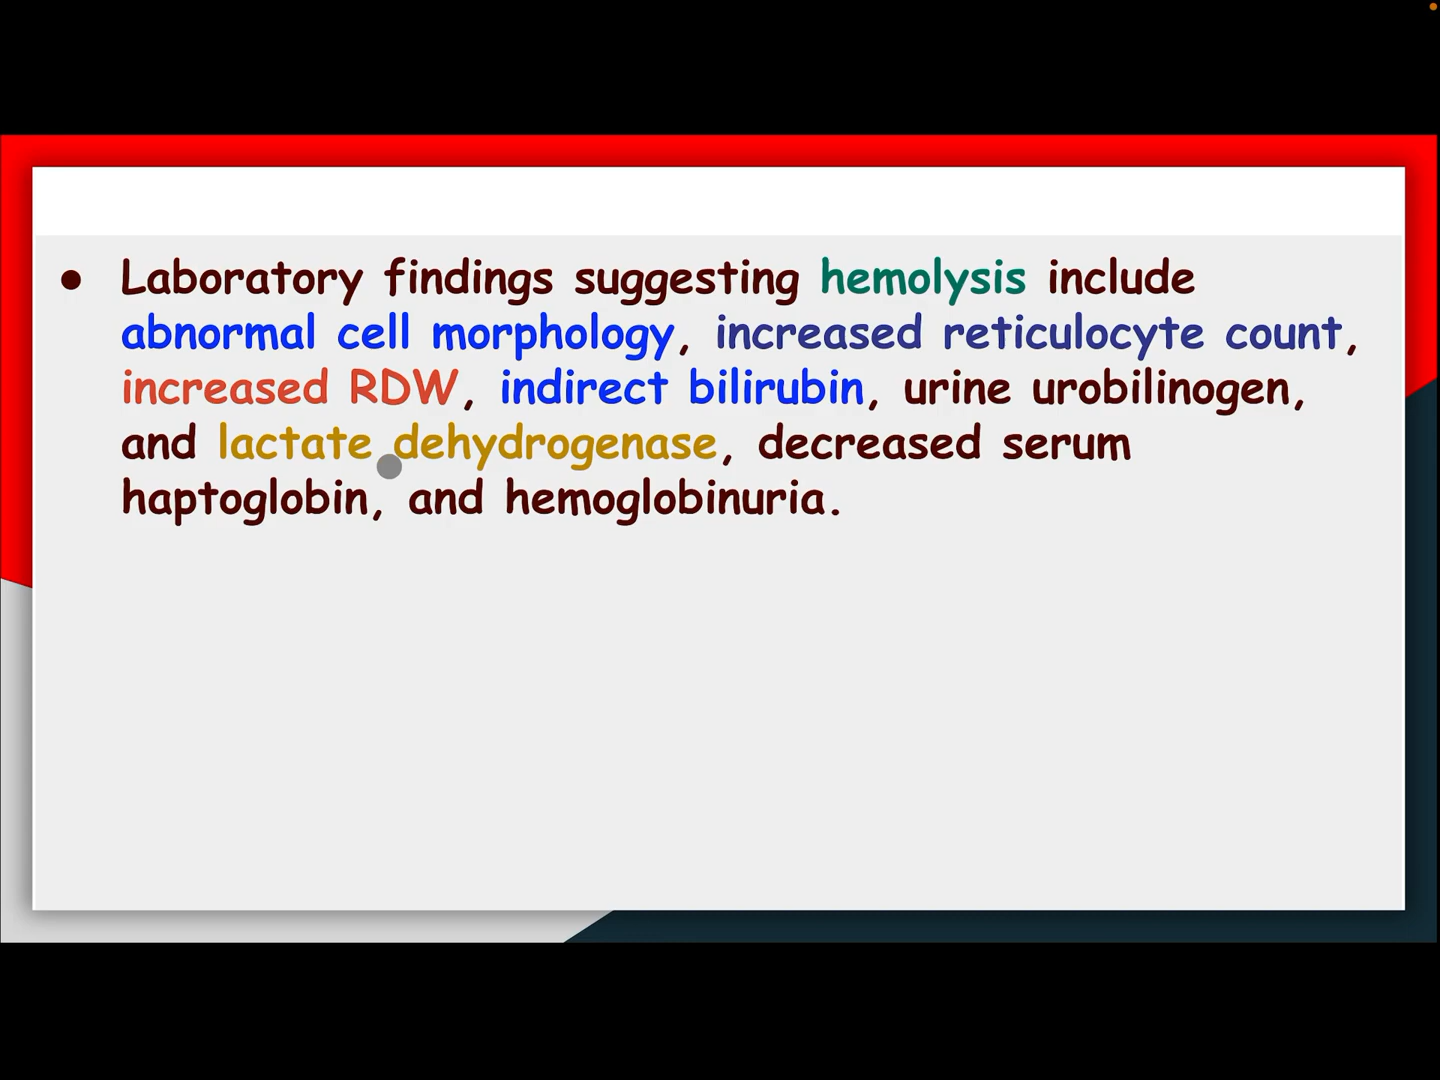 ● Laboratory findings suggesting hemolysis include
abnormal cell morphology, increased reticulocyte count,
increased RDW, indirect bilirubin, urine urobilinogen,
and lactate dehydrogenase, decreased serum
haptoglobin, and hemoglobinuria.